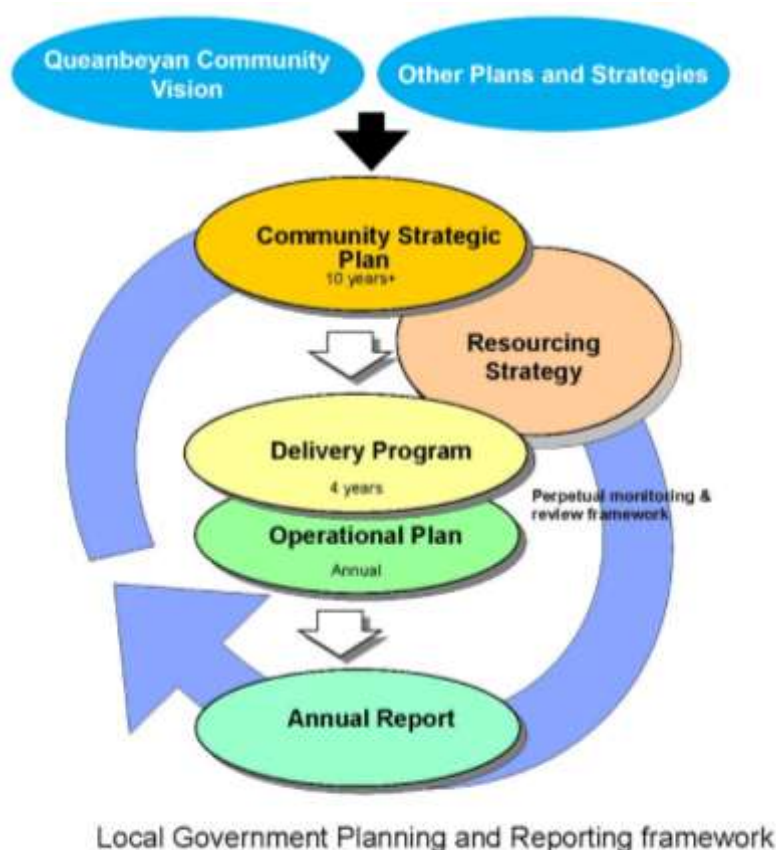 Queanbeyan Community
Vision
Other Plans and Strategies
Community Strategic
Plan
10 years+
Resourcing
Strategy
Delivery Program
4 years
Perpetual monitoring &
review framework
Operational Plan
Annual
Annual Report
Local Government Planning and Reporting framework